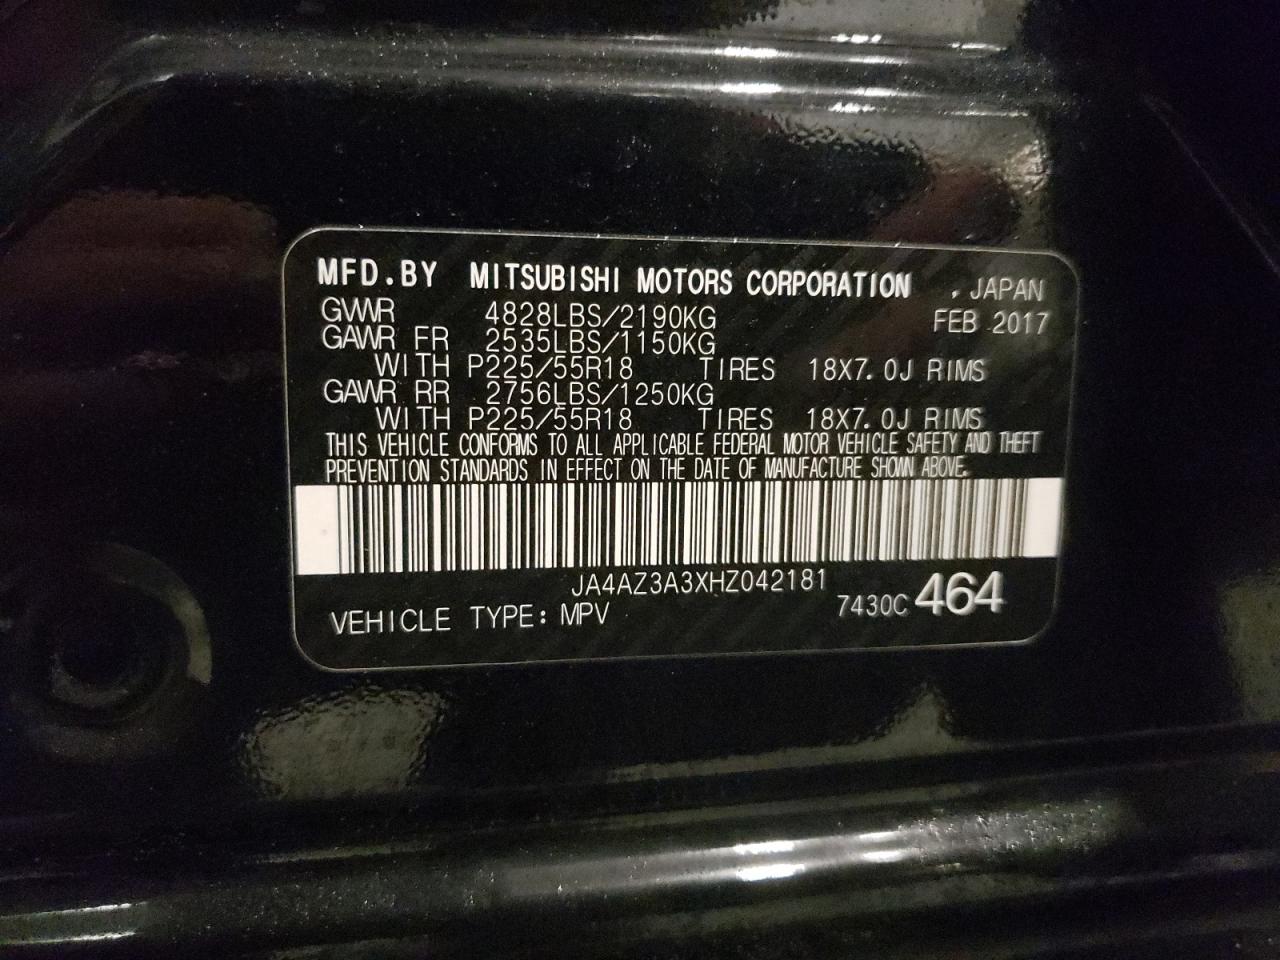 MFD.BY MITSUBISHI MOTORS CORPORATION , JAPAN
GVWR 4828LBS/2190KG FEB 2017
GAWR FR 2535LBS/1150KG
WITH P225/55R18 TIRES 18X7.0J RIMS
GAWR RR 2756LBS/1250KG
WITH P225/55R18 TIRES 18X7.0J RIMS
THIS VEHICLE CONFORMS TO ALL APPLICABLE FEDERAL MOTOR VEHICLE SAFETY AND THEFT
PREVENTION STANDARDS IN EFFECT ON THE DATE OF MANUFACTURE SHOWN ABOVE.
JA4AZ3A3XHZ042181
VEHICLE TYPE: MPV 7430C 464